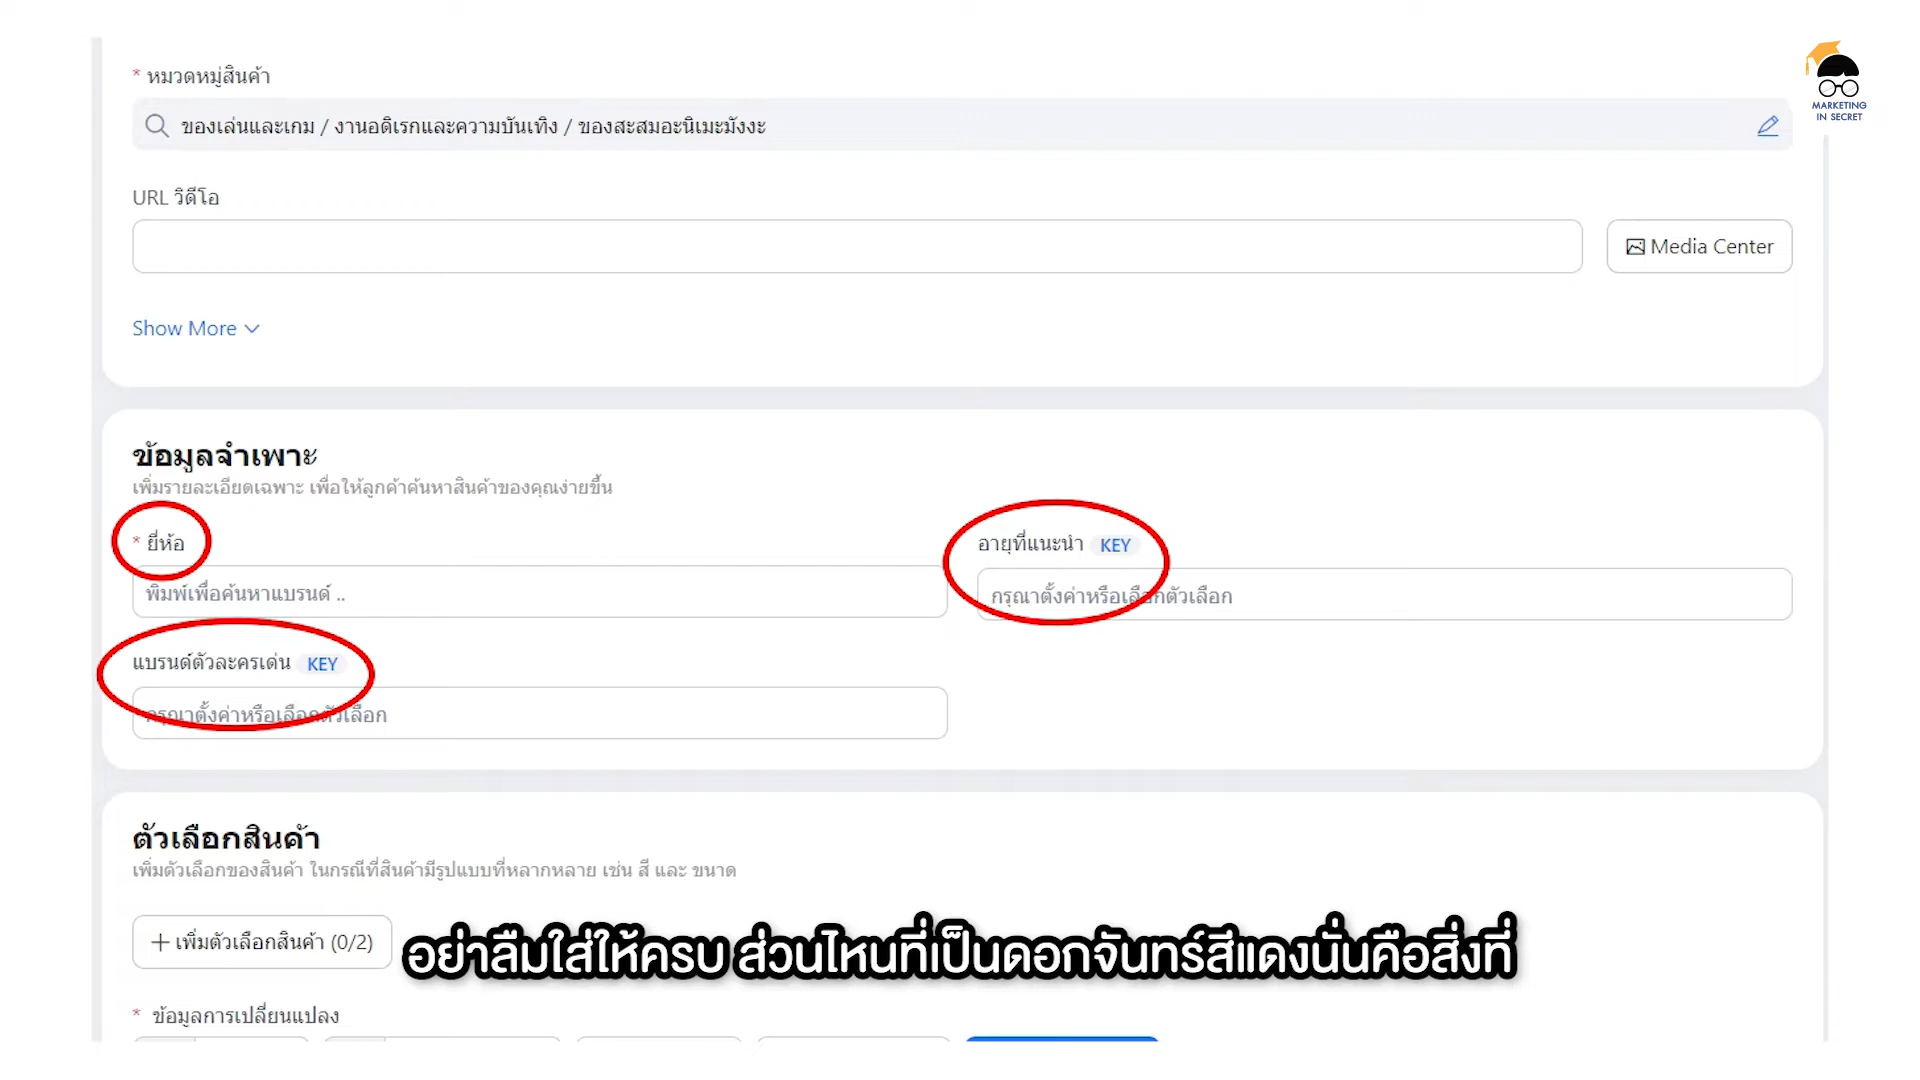 * หมวดหมู่สินค้า
MARKETING
IN SECRET
ของเล่นและเกม / งานอดิเรกและความบันเทิง / ของสะสมอะนิเมะมังงะ
URL วิดีโอ
Media Center
Show More
ข้อมูลจำเพาะ
เพิ่มรายละเอียดเฉพาะ เพื่อให้ลูกค้าค้นหาสินค้าของคุณง่ายขึ้น
* ยี่ห้อ
อายุที่แนะนำ KEY
พิมพ์เพื่อค้นหาแบรนด์ ..
กรุณาตั้งค่าหรือเลือกตัวเลือก
แบรนด์ตัวละครเด่น KEY
กรุณาตั้งค่าหรือเลือกตัวเลือก
ตัวเลือกสินค้า
เพิ่มตัวเลือกของสินค้า ในกรณีที่สินค้ามีรูปแบบที่หลากหลาย เช่น สี และ ขนาด
+ เพิ่มตัวเลือกสินค้า (0/2)
อย่าลืมใส่ให้ครบ ส่วนไหนที่เป็นดอกจันทร์สีแดงนั่นคือสิ่งที่
* ข้อมูลการเปลี่ยนแปลง